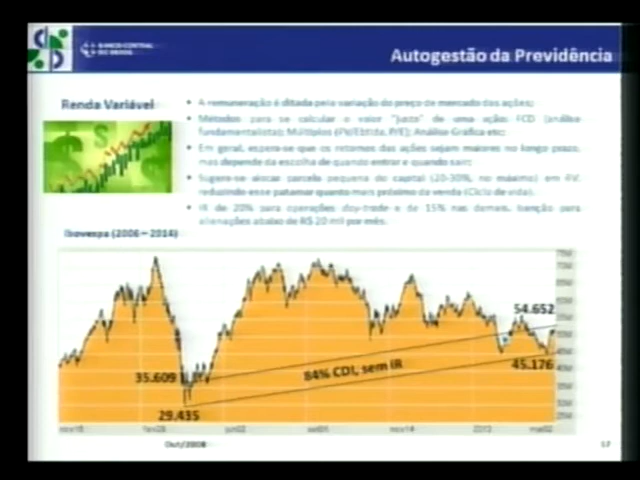 BANCO CENTRAL
DO BRASIL
Autogestão da Previdência
Renda Variável
• A remuneração é ditada pela variação do preço de mercado das ações;
• Métodos para se calcular o valor "justo" de uma ação: FCD (análise
fundamentalista); Múltiplos (FV/Ebtida, P/E); Análise Gráfica etc;
• Em geral, espera-se que os retornos das ações sejam maiores no longo prazo,
mas depende da escolha de quando entrar e quando sair;
• Sugere-se alocar parcela pequena do capital (20-30%, no máximo) em RV,
reduzindo esse patamar quanto mais próximo da venda (Ciclo de vida).
• IR de 20% para operações day-trade e de 15% nas demais. Isenção para
alienações abaixo de R$ 20 mil por mês.
Ibovespa (2006 – 2014)
54.652
35.609
84% CDI, sem IR
45.176
29.435
Out/2008